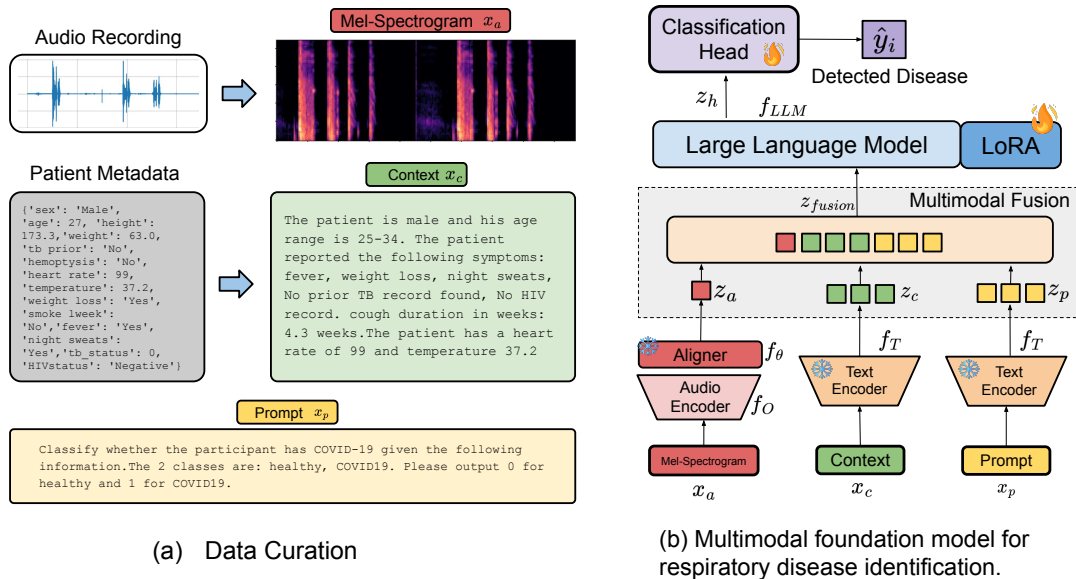 Audio Recording
Mel-Spectrogram x_a
Patient Metadata
{'sex': 'Male',
'age': 27, 'height':
173.3,'weight': 63.0,
'tb prior': 'No',
'hemoptysis': 'No',
'heart rate': 99,
'temperature': 37.2,
'weight loss': 'Yes',
'smoke lweek':
'No','fever': 'Yes',
'night sweats':
'Yes','tb_status': 0,
'HIVstatus': 'Negative'}
Context x_c
The patient is male and his age
range is 25-34. The patient
reported the following symptoms:
fever, weight loss, night sweats,
No prior TB record found, No HIV
record. cough duration in weeks:
4.3 weeks.The patient has a heart
rate of 99 and temperature 37.2
Prompt x_p
Classify whether the participant has COVID-19 given the following
information.The 2 classes are: healthy, COVID19. Please output 0 for
healthy and 1 for COVID19.
(a) Data Curation
Classification
Head
ŷ_i
Detected Disease
z_h
f_LLM
Large Language Model
LoRA
z_fusion
Multimodal Fusion
z_a
z_c
z_p
Aligner
f_θ
f_T
f_T
Audio
Encoder
f_O
Text
Encoder
Text
Encoder
Mel-Spectrogram
Context
Prompt
x_a
x_c
x_p
(b) Multimodal foundation model for
respiratory disease identification.